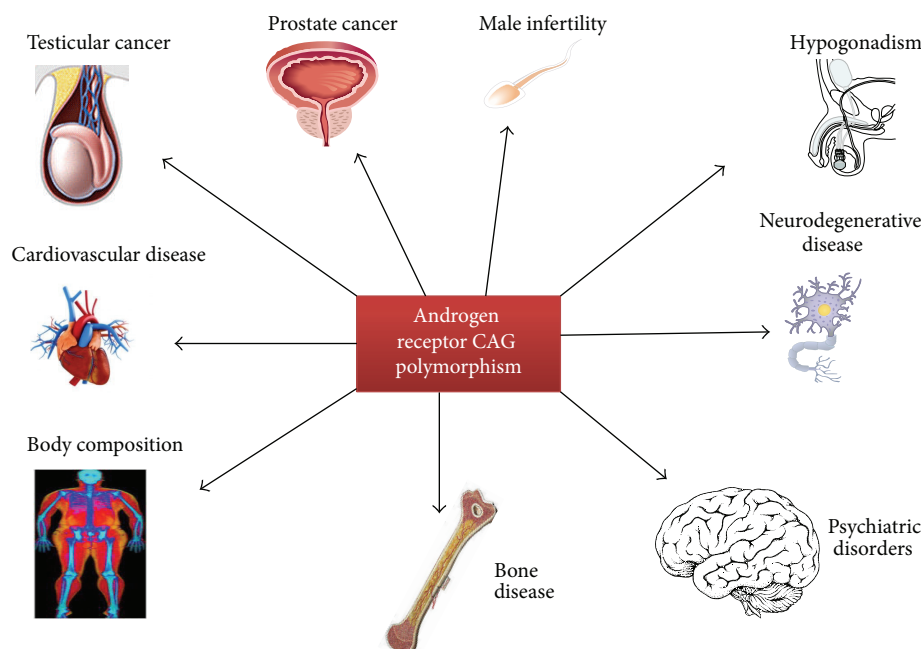 Testicular cancer
Prostate cancer
Male infertility
Hypogonadism
Neurodegenerative
disease
Cardiovascular disease
Androgen
receptor CAG
polymorphism
Body composition
Bone
disease
Psychiatric
disorders